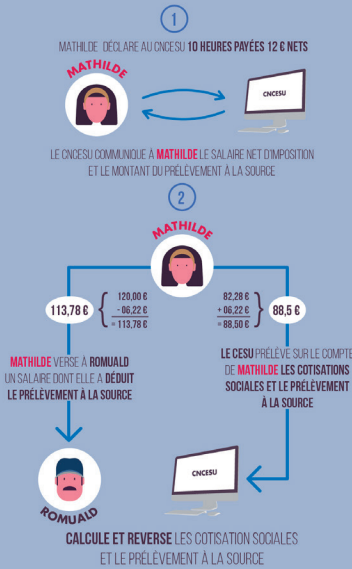 1
MATHILDE DÉCLARE AU CNCESU 10 HEURES PAYÉES 12 € NETS
MATHILDE
CNCESU
LE CNCESU COMMUNIQUE À MATHILDE LE SALAIRE NET D'IMPOSITION
ET LE MONTANT DU PRÉLÈVEMENT À LA SOURCE
2
MATHILDE
113,78 €
120,00 €
- 06,22 €
= 113,78 €
82,28 €
+ 06,22 €
= 88,50 €
88,5 €
MATHILDE VERSE À ROMUALD
UN SALAIRE DONT ELLE A DÉDUIT
LE PRÉLÈVEMENT À LA SOURCE
LE CESU PRÉLÈVE SUR LE COMPTE
DE MATHILDE LES COTISATIONS
SOCIALES ET LE PRÉLÈVEMENT
À LA SOURCE
ROMUALD
CNCESU
CALCULE ET REVERSE LES COTISATION SOCIALES
ET LE PRÉLÈVEMENT À LA SOURCE